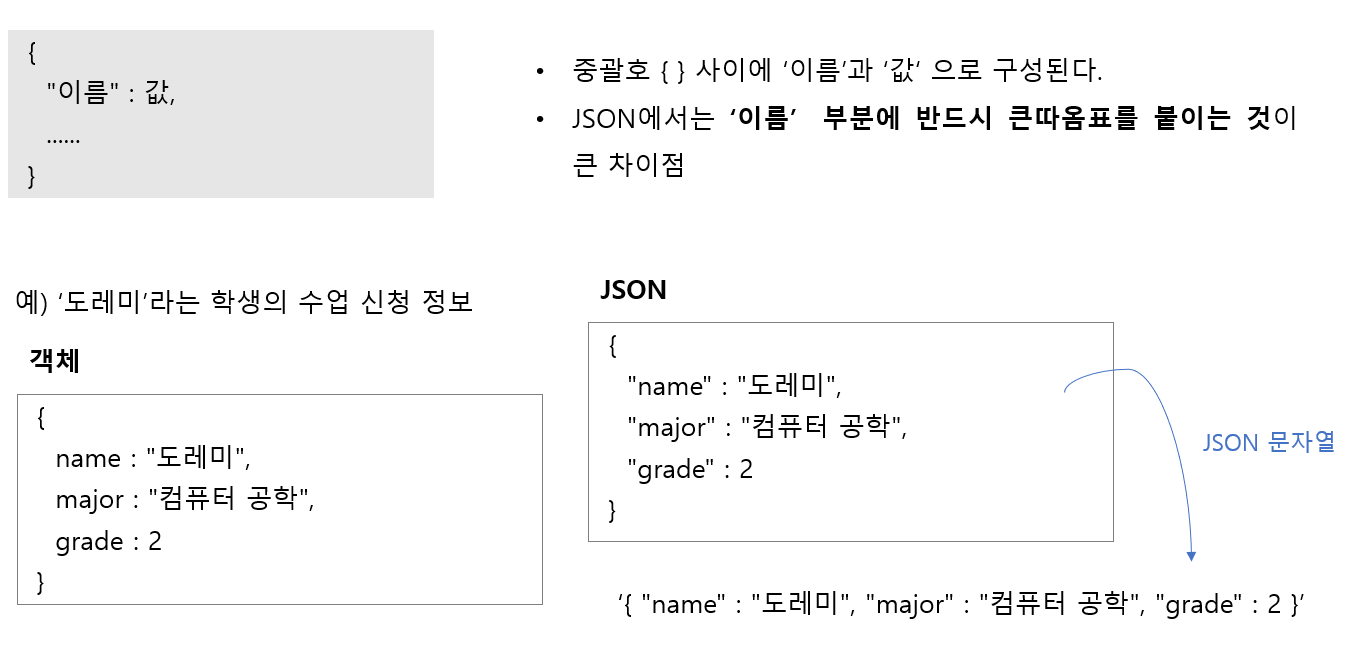 {
"이름" : 값,
......
}
• 중괄호 { } 사이에 ‘이름’과 ‘값‘ 으로 구성된다.
• JSON에서는 ‘이름’ 부분에 반드시 큰따옴표를 붙이는 것이
큰 차이점
예) ‘도레미’라는 학생의 수업 신청 정보
객체
{
name : "도레미",
major : "컴퓨터 공학",
grade : 2
}
JSON
{
"name" : "도레미",
"major" : "컴퓨터 공학",
"grade" : 2
}
JSON 문자열
‘{ "name" : "도레미", "major" : "컴퓨터 공학", "grade" : 2 }’